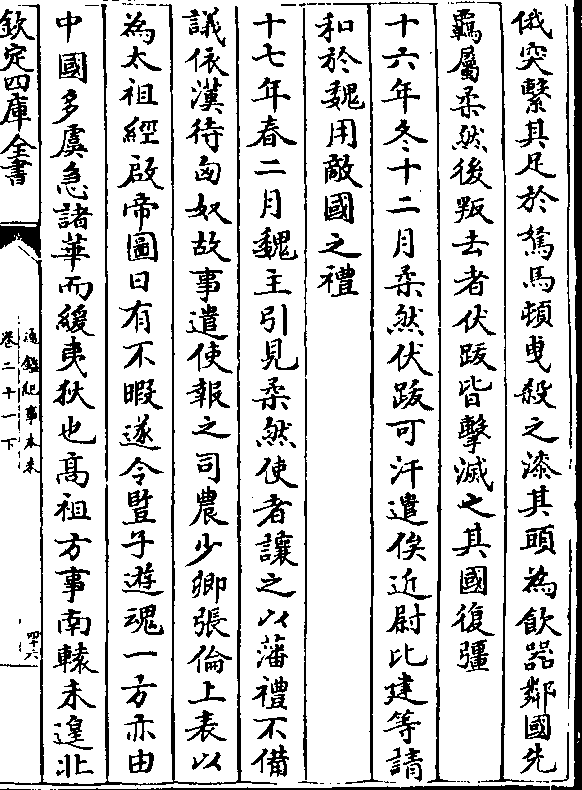 俄突繫其足於駑馬頓曵殺之漆其頭為飲器鄰國先
羈屬柔然後叛去者伏跋皆擊滅之其國復彊
十六年冬十二月柔然伏跋可汗遣俟近尉比建等請
和於魏用敵國之禮
十七年春二月魏主引見柔然使者讓之以藩禮不備
議依漢待匈奴故事遣使報之司農少卿張倫上表以
為太祖經啟帝圖日有不暇遂令豎子遊魂一方亦由
中國多虞急諸華而緩夷狄也髙祖方事南轅未遑北
欽定四庫全書
通鑑紀事本末
卷二十一下
四十六